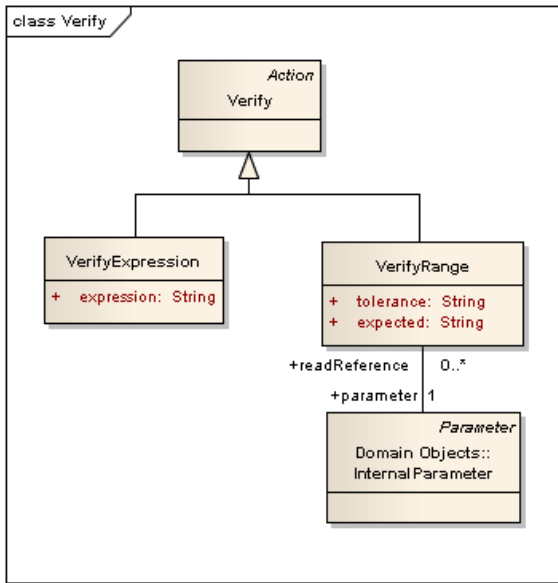 class Verify
Action
Verify
VerifyExpression
+ expression: String
VerifyRange
+ tolerance: String
+ expected: String
+readReference 0..*
+parameter 1
Parameter
Domain Objects::
InternalParameter